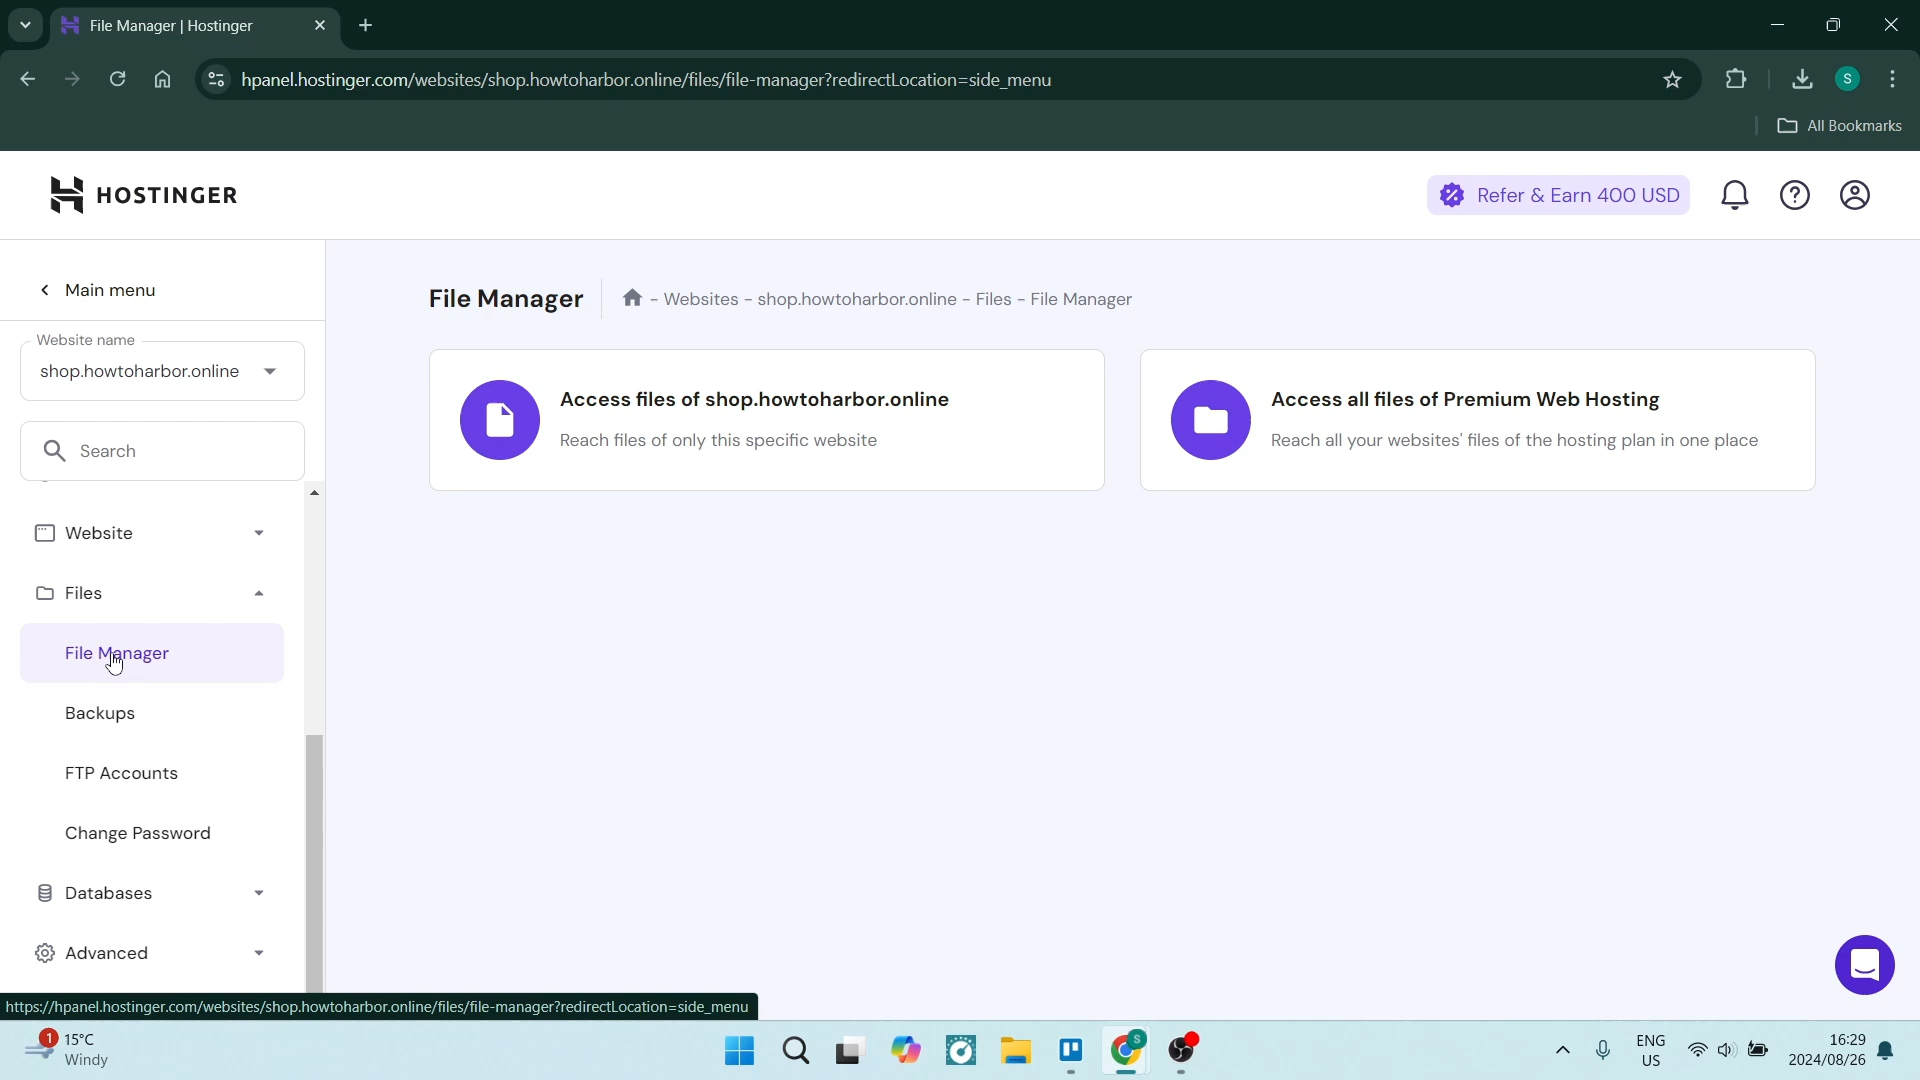 File Manager | Hostinger
hpanel.hostinger.com/websites/shop.howtoharbor.online/files/file-manager?redirectLocation=side_menu
S
All Bookmarks
HOSTINGER
Refer & Earn 400 USD
Main menu
File Manager
- Websites - shop.howtoharbor.online - Files - File Manager
Website name
shop.howtoharbor.online
Access files of shop.howtoharbor.online
Reach files of only this specific website
Access all files of Premium Web Hosting
Reach all your websites' files of the hosting plan in one place
Search
Website
Files
File Manager
Backups
FTP Accounts
Change Password
Databases
Advanced
https://hpanel.hostinger.com/websites/shop.howtoharbor.online/files/file-manager?redirectLocation=side_menu
1
15°C
Windy
S
ENG
US
16:29
2024/08/26